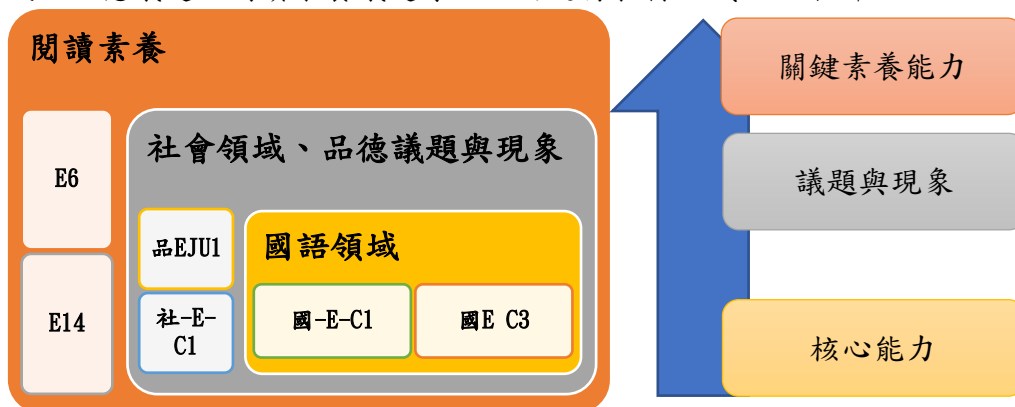 閱讀素養
E6
E14
社會領域、品德議題與現象
品EJU1
社-E-
C1
國語領域
國-E-C1
國E C3
關鍵素養能力
議題與現象
核心能力